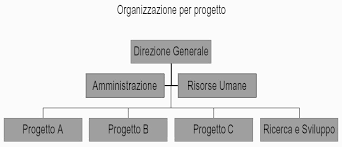 Organizzazione per progetto
Direzione Generale
Amministrazione Risorse Umane
Progetto A Progetto B Progetto C Ricerca e Sviluppo